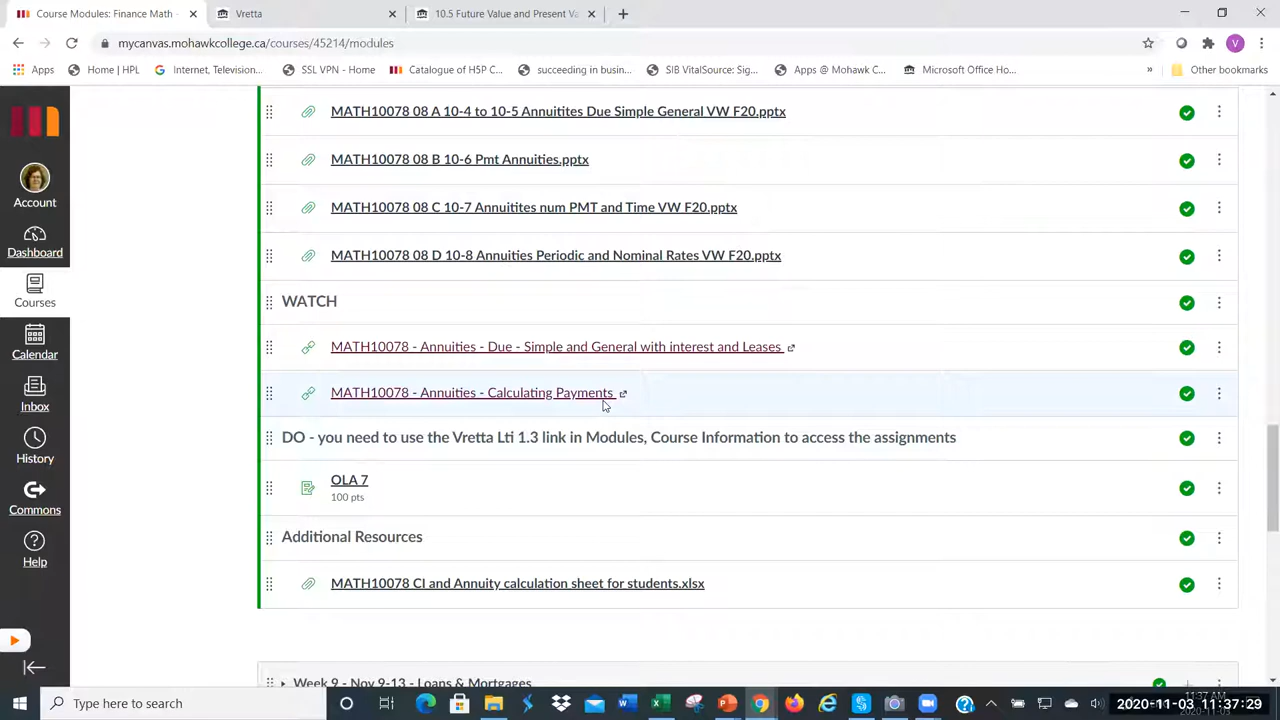 Course Modules: Finance Math -
Vretta
10.5 Future Value and Present Va
mycanvas.mohawkcollege.ca/courses/45214/modules
V
Apps
Home | HPL
Internet, Television...
SSL VPN - Home
Catalogue of H5P C...
succeeding in busin...
SIB VitalSource: Sig...
Apps @ Mohawk C...
Microsoft Office Ho...
»
Other bookmarks
Account
Dashboard
Courses
Calendar
Inbox
History
Commons
Help
MATH10078 08 A 10-4 to 10-5 Annuitites Due Simple General VW F20.pptx
MATH10078 08 B 10-6 Pmt Annuities.pptx
MATH10078 08 C 10-7 Annuitites num PMT and Time VW F20.pptx
MATH10078 08 D 10-8 Annuities Periodic and Nominal Rates VW F20.pptx
WATCH
MATH10078 - Annuities - Due - Simple and General with interest and Leases
MATH10078 - Annuities - Calculating Payments
DO - you need to use the Vretta Lti 1.3 link in Modules, Course Information to access the assignments
OLA 7
100 pts
Additional Resources
MATH10078 CI and Annuity calculation sheet for students.xlsx
Week 9 - Nov 9-13 - Loans & Mortgages
Type here to search
11:37 AM
2020-11-03 11:37:29